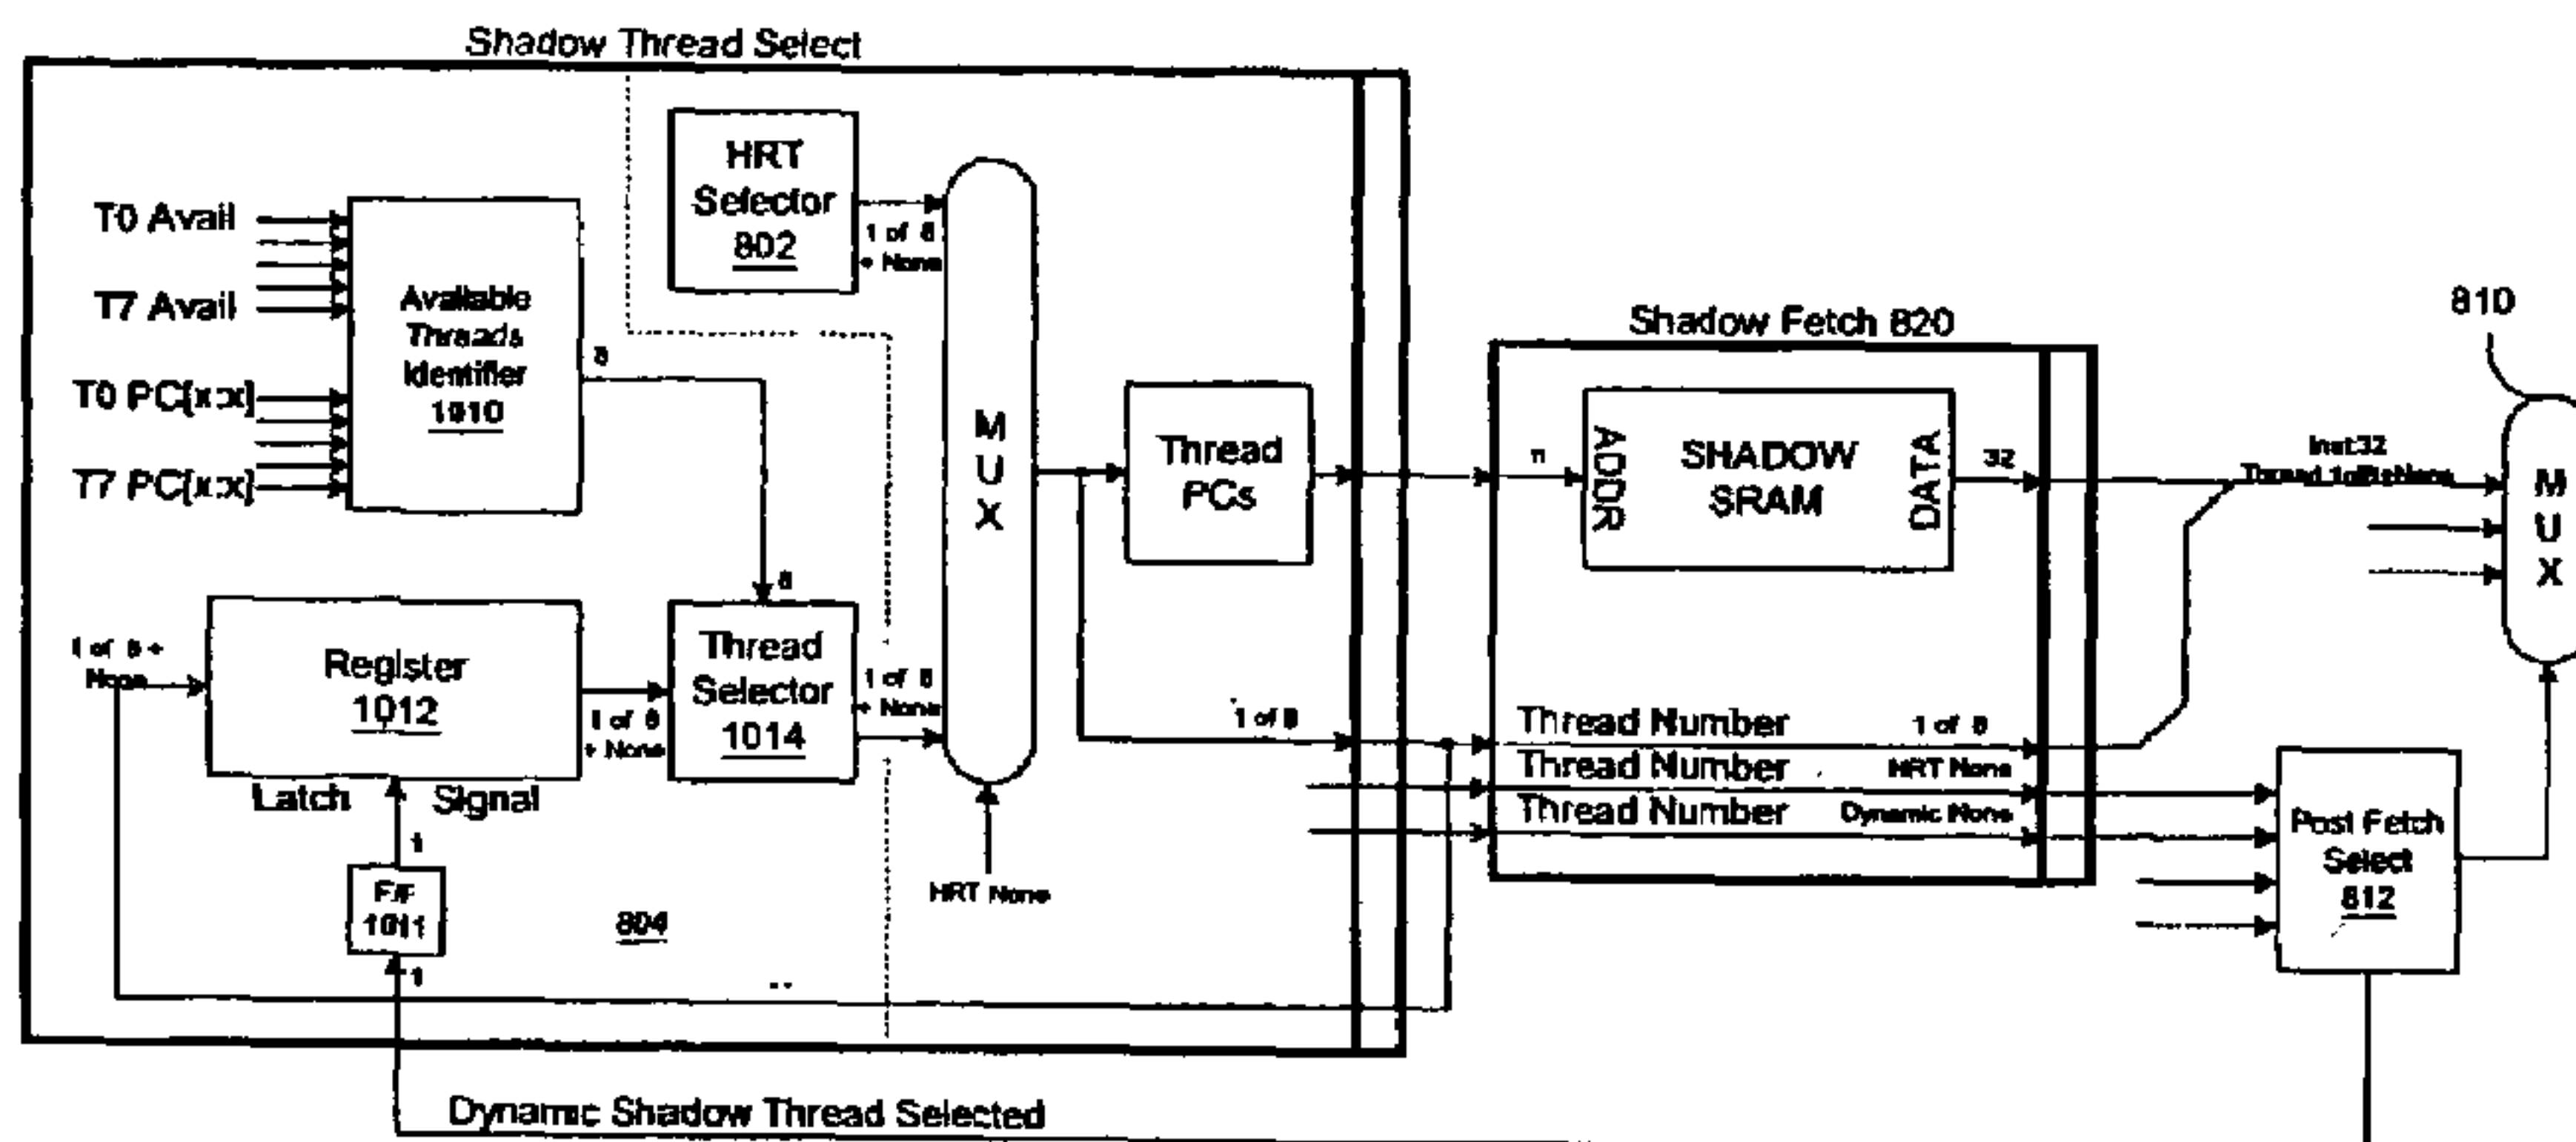 Shadow Thread Select
HRT
Selector
802
1 of 8
+ None
T0 Avail
T7 Avail
T0 PC[x:x]
T7 PC[x:x]
Available
Threads
Identifier
1010
8
8
M
U
X
Thread
PCs
1 of 8 +
None
Register
1012
Latch Signal
1 of 8
+ None
Thread
Selector
1014
1 of 8
+ None
1 of 8
1
F/F
1011
1
804
HRT None
Dynamic Shadow Thread Selected
Shadow Fetch 820
n
ADDR
SHADOW
SRAM
DATA
32
Thread Number 1 of 8
Thread Number HRT None
Thread Number Dynamic None
Inst32
Thread
810
M
U
X
Post Fetch
Select
812